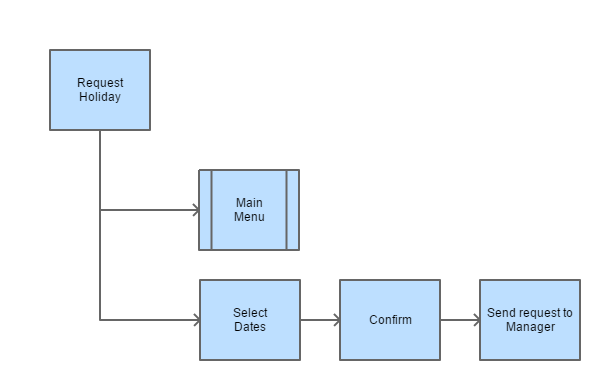 Request
Holiday
Main
Menu
Select
Dates
Confirm
Send request to
Manager